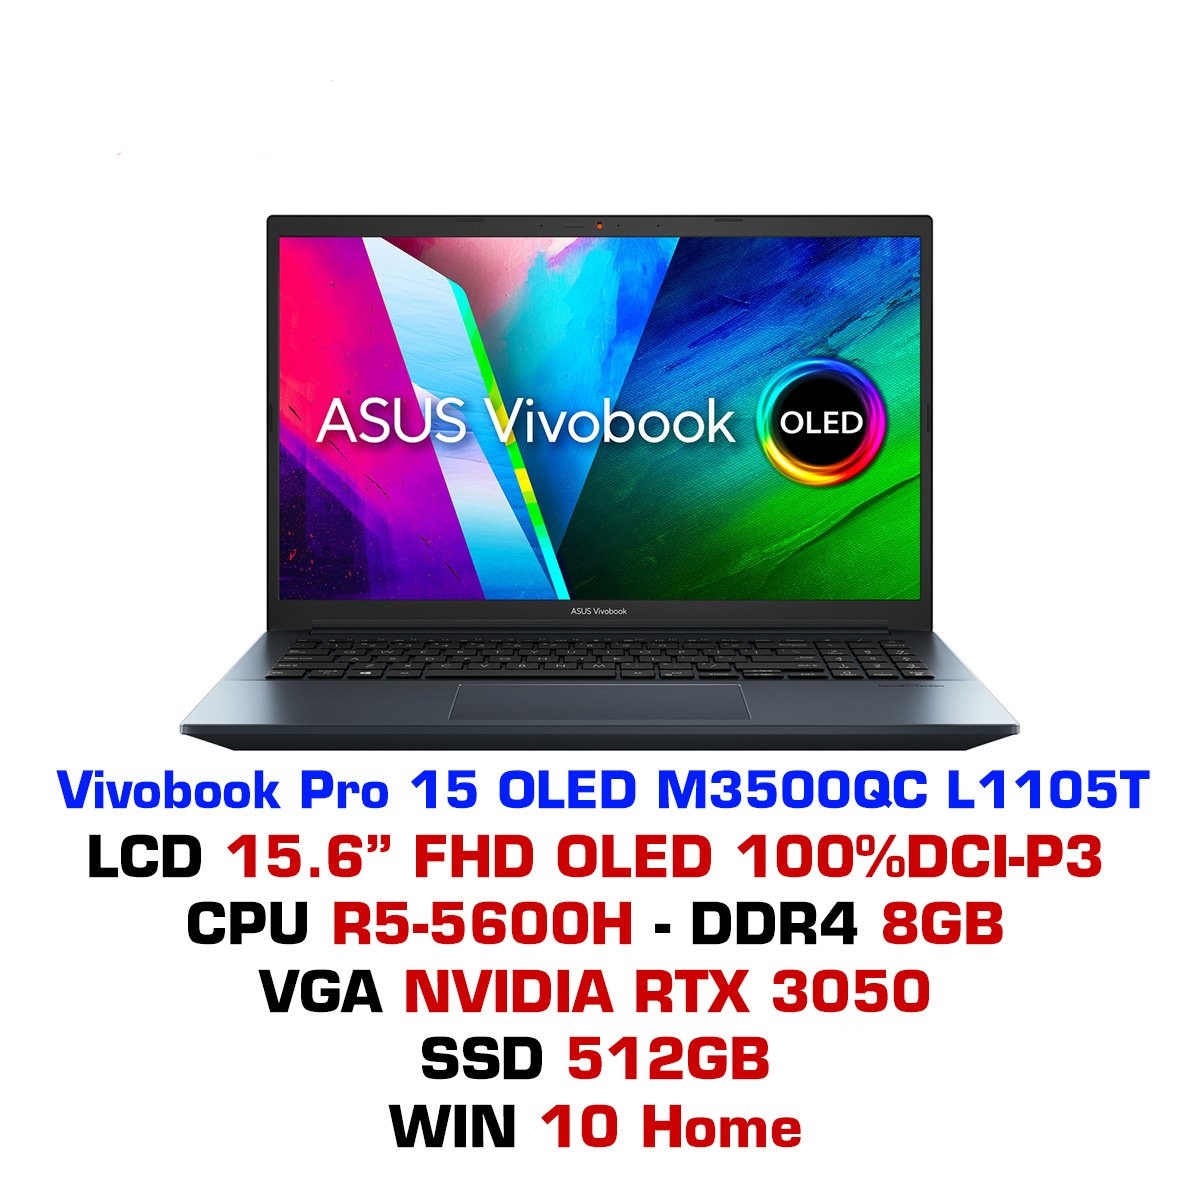 ASUS Vivobook
OLED
ASUS Vivobook
Vivobook Pro 15 OLED M3500QC L1105T
LCD 15.6” FHD OLED 100%DCI-P3
CPU R5-5600H - DDR4 8GB
VGA NVIDIA RTX 3050
SSD 512GB
WIN 10 Home